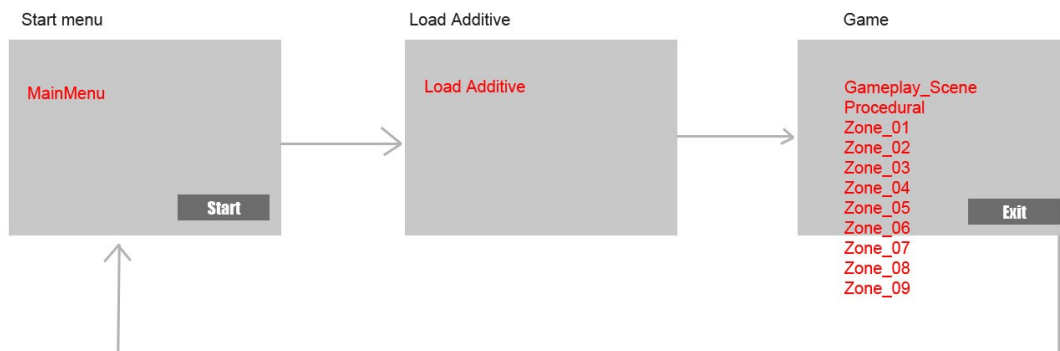 Start menu
MainMenu
Start
Load Additive
Load Additive
Game
Gameplay_Scene
Procedural
Zone_01
Zone_02
Zone_03
Zone_04
Zone_05
Zone_06
Zone_07
Zone_08
Zone_09
Exit